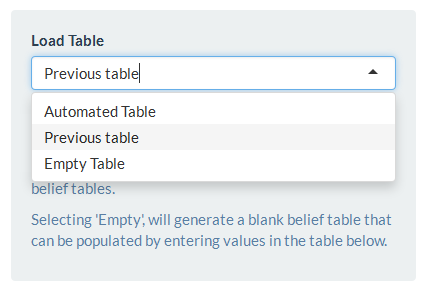 Load Table
Previous table
Automated Table
Previous table
Empty Table
belief tables.
Selecting 'Empty', will generate a blank belief table that
can be populated by entering values in the table below.